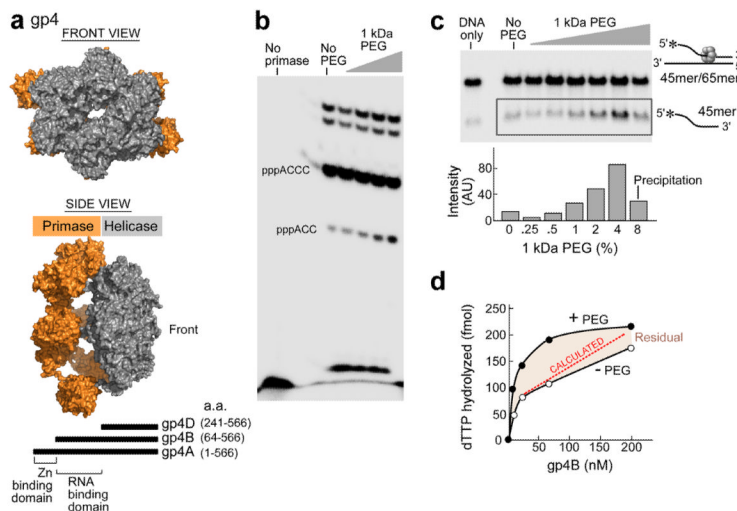 a gp4
FRONT VIEW
SIDE VIEW
Primase Helicase
Front
a.a.
gp4D (241-566)
gp4B (64-566)
gp4A (1-566)
Zn
binding
domain
RNA
binding
domain
b
No
primase
No
PEG
1 kDa
PEG
pppACCC
pppACC
c
DNA
only
No
PEG
1 kDa PEG
5'*
3'
45mer/65mer
45mer
5'*
3'
Intensity
(AU)
80
40
0
Precipitation
0 .25 .5 1 2 4 8
1 kDa PEG (%)
d
dTTP hydrolyzed (fmol)
250
200
150
100
50
0
+ PEG
CALCULATED
- PEG
Residual
0 50 100 150 200
gp4B (nM)